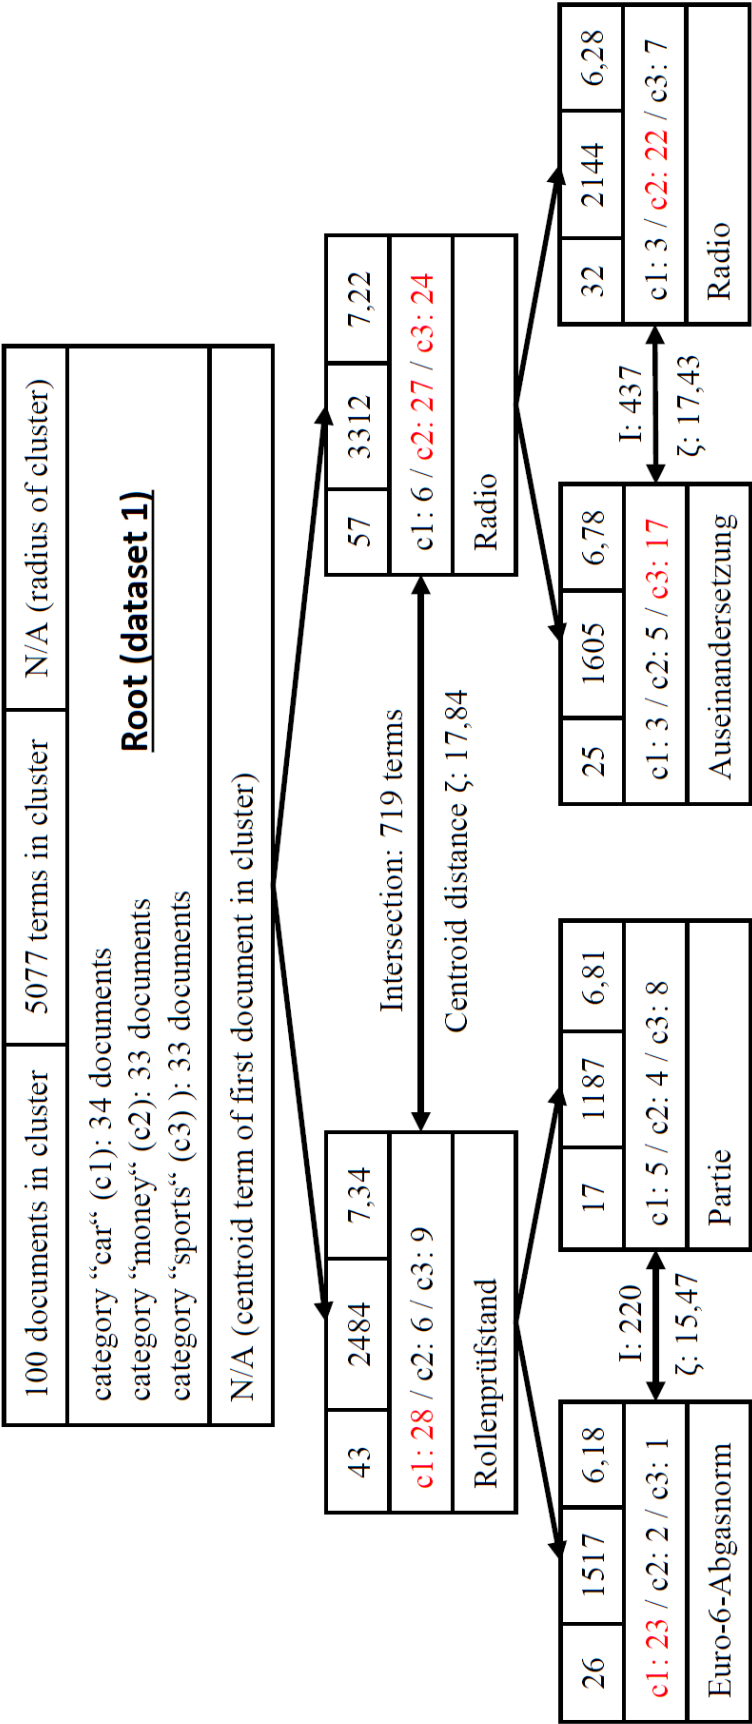 100 documents in cluster
5077 terms in cluster
N/A (radius of cluster)
category “car“ (c1): 34 documents
category “money“ (c2): 33 documents
category “sports“ (c3) ): 33 documents
Root (dataset 1)
N/A (centroid term of first document in cluster)
43
2484
7,34
c1: 28 / c2: 6 / c3: 9
Rollenprüfstand
Intersection: 719 terms
Centroid distance ζ: 17,84
57
3312
7,22
c1: 6 / c2: 27 / c3: 24
Radio
26
1517
6,18
c1: 23 / c2: 2 / c3: 1
Euro-6-Abgasnorm
I: 220
ζ: 15,47
17
1187
6,81
c1: 5 / c2: 4 / c3: 8
Partie
25
1605
6,78
c1: 3 / c2: 5 / c3: 17
Auseinandersetzung
I: 437
ζ: 17,43
32
2144
6,28
c1: 3 / c2: 22 / c3: 7
Radio